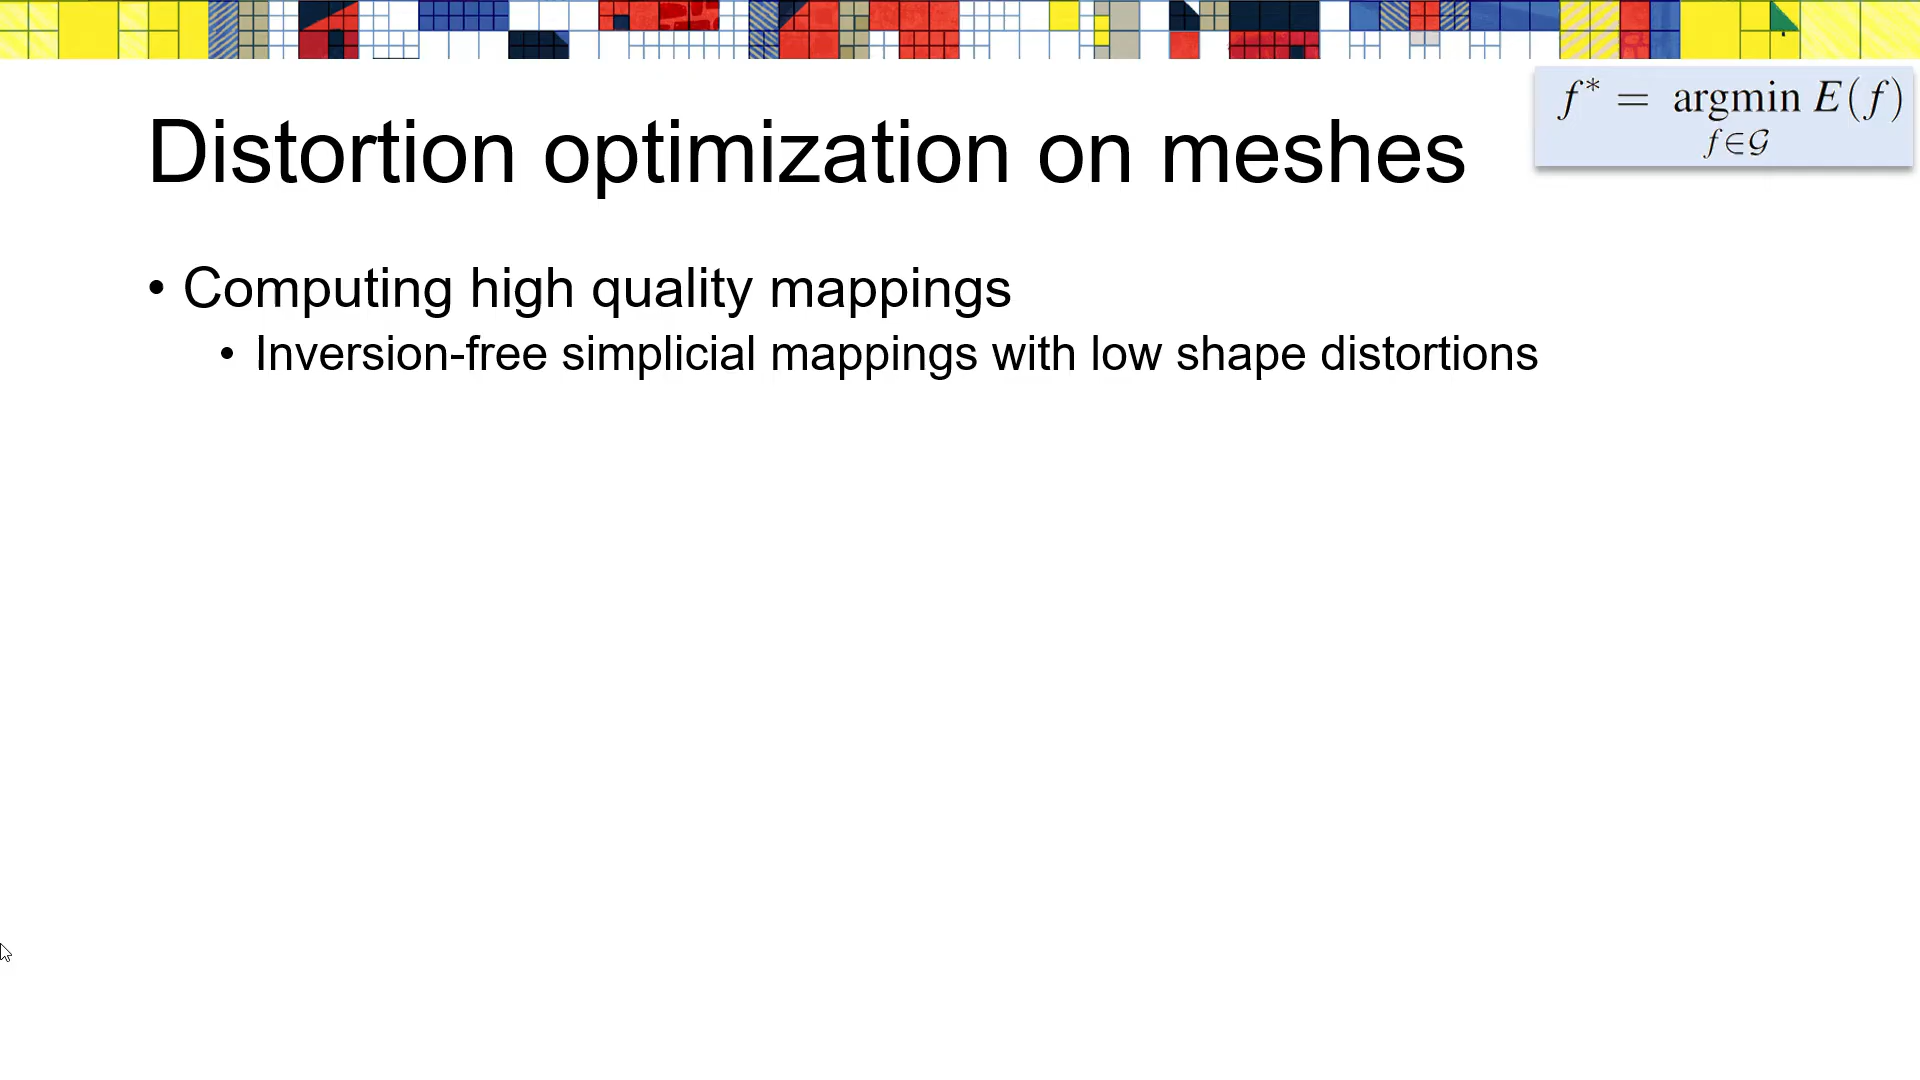 f* = argmin E(f)
f∈𝒢
Distortion optimization on meshes
• Computing high quality mappings
• Inversion-free simplicial mappings with low shape distortions